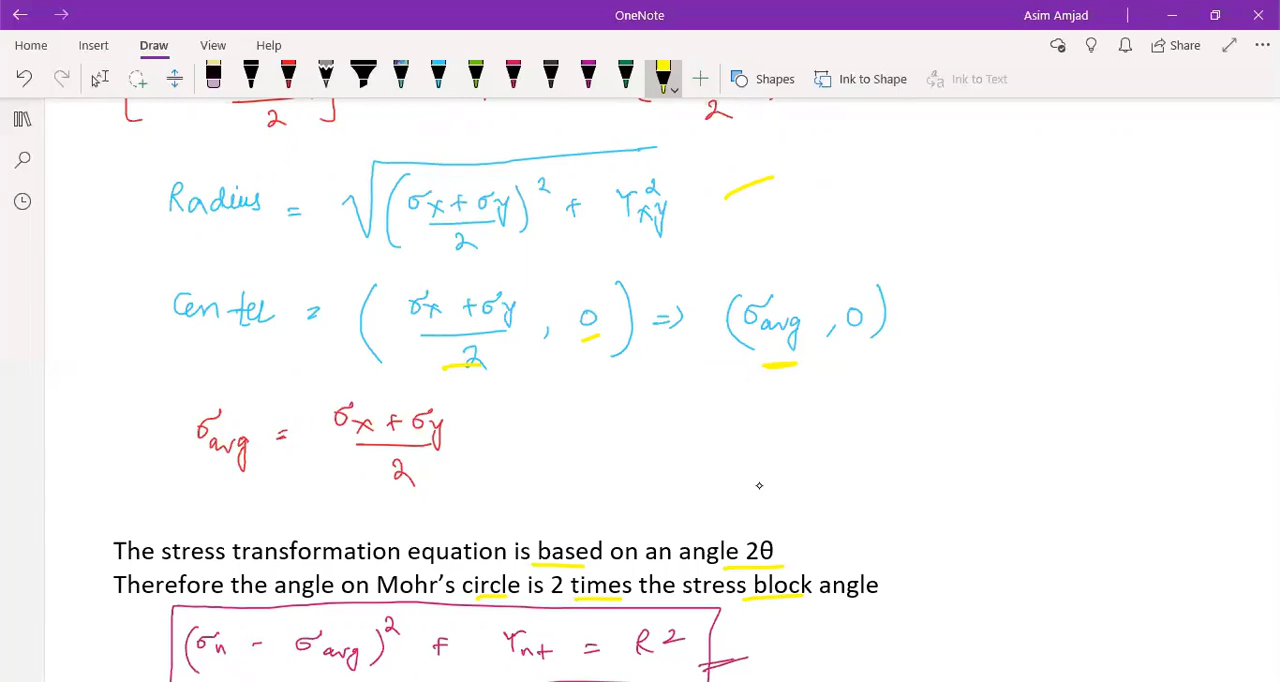 OneNote
Asim Amjad
Home Insert Draw View Help
Share
Shapes Ink to Shape Ink to Text
2 2
Radius = √((σx + σy)/2)² + τ²xy
Center = ((σx + σy)/2 , 0) => (σavg , 0)
σavg = (σx + σy)/2
The stress transformation equation is based on an angle 2θ
Therefore the angle on Mohr's circle is 2 times the stress block angle
(σn - σavg)² + τnt = R²